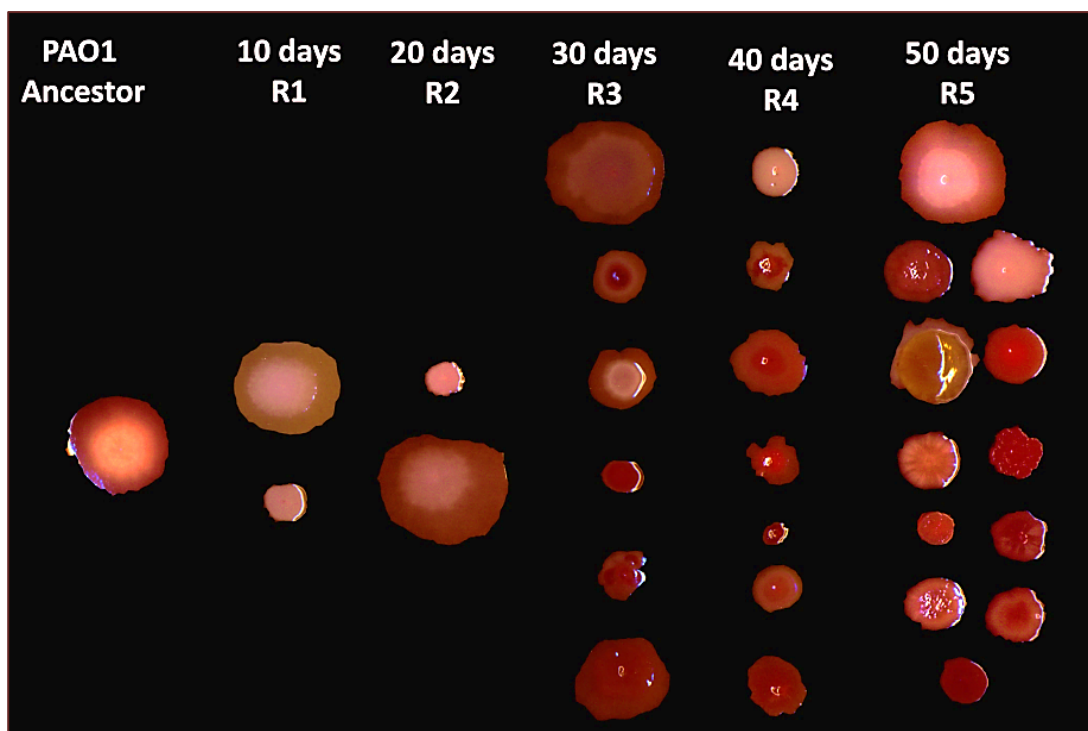 PAO1
Ancestor
10 days
R1
20 days
R2
30 days
R3
40 days
R4
50 days
R5